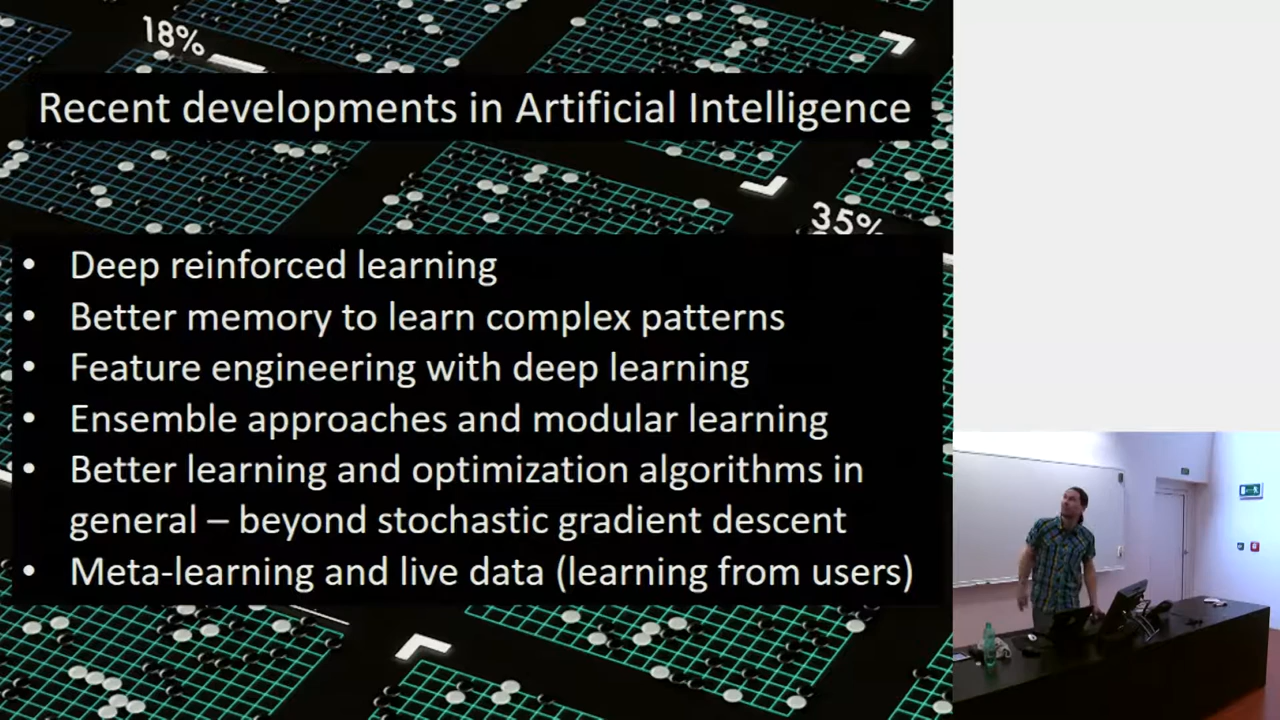 18%
Recent developments in Artificial Intelligence
35%
• Deep reinforced learning
• Better memory to learn complex patterns
• Feature engineering with deep learning
• Ensemble approaches and modular learning
• Better learning and optimization algorithms in
general – beyond stochastic gradient descent
• Meta-learning and live data (learning from users)